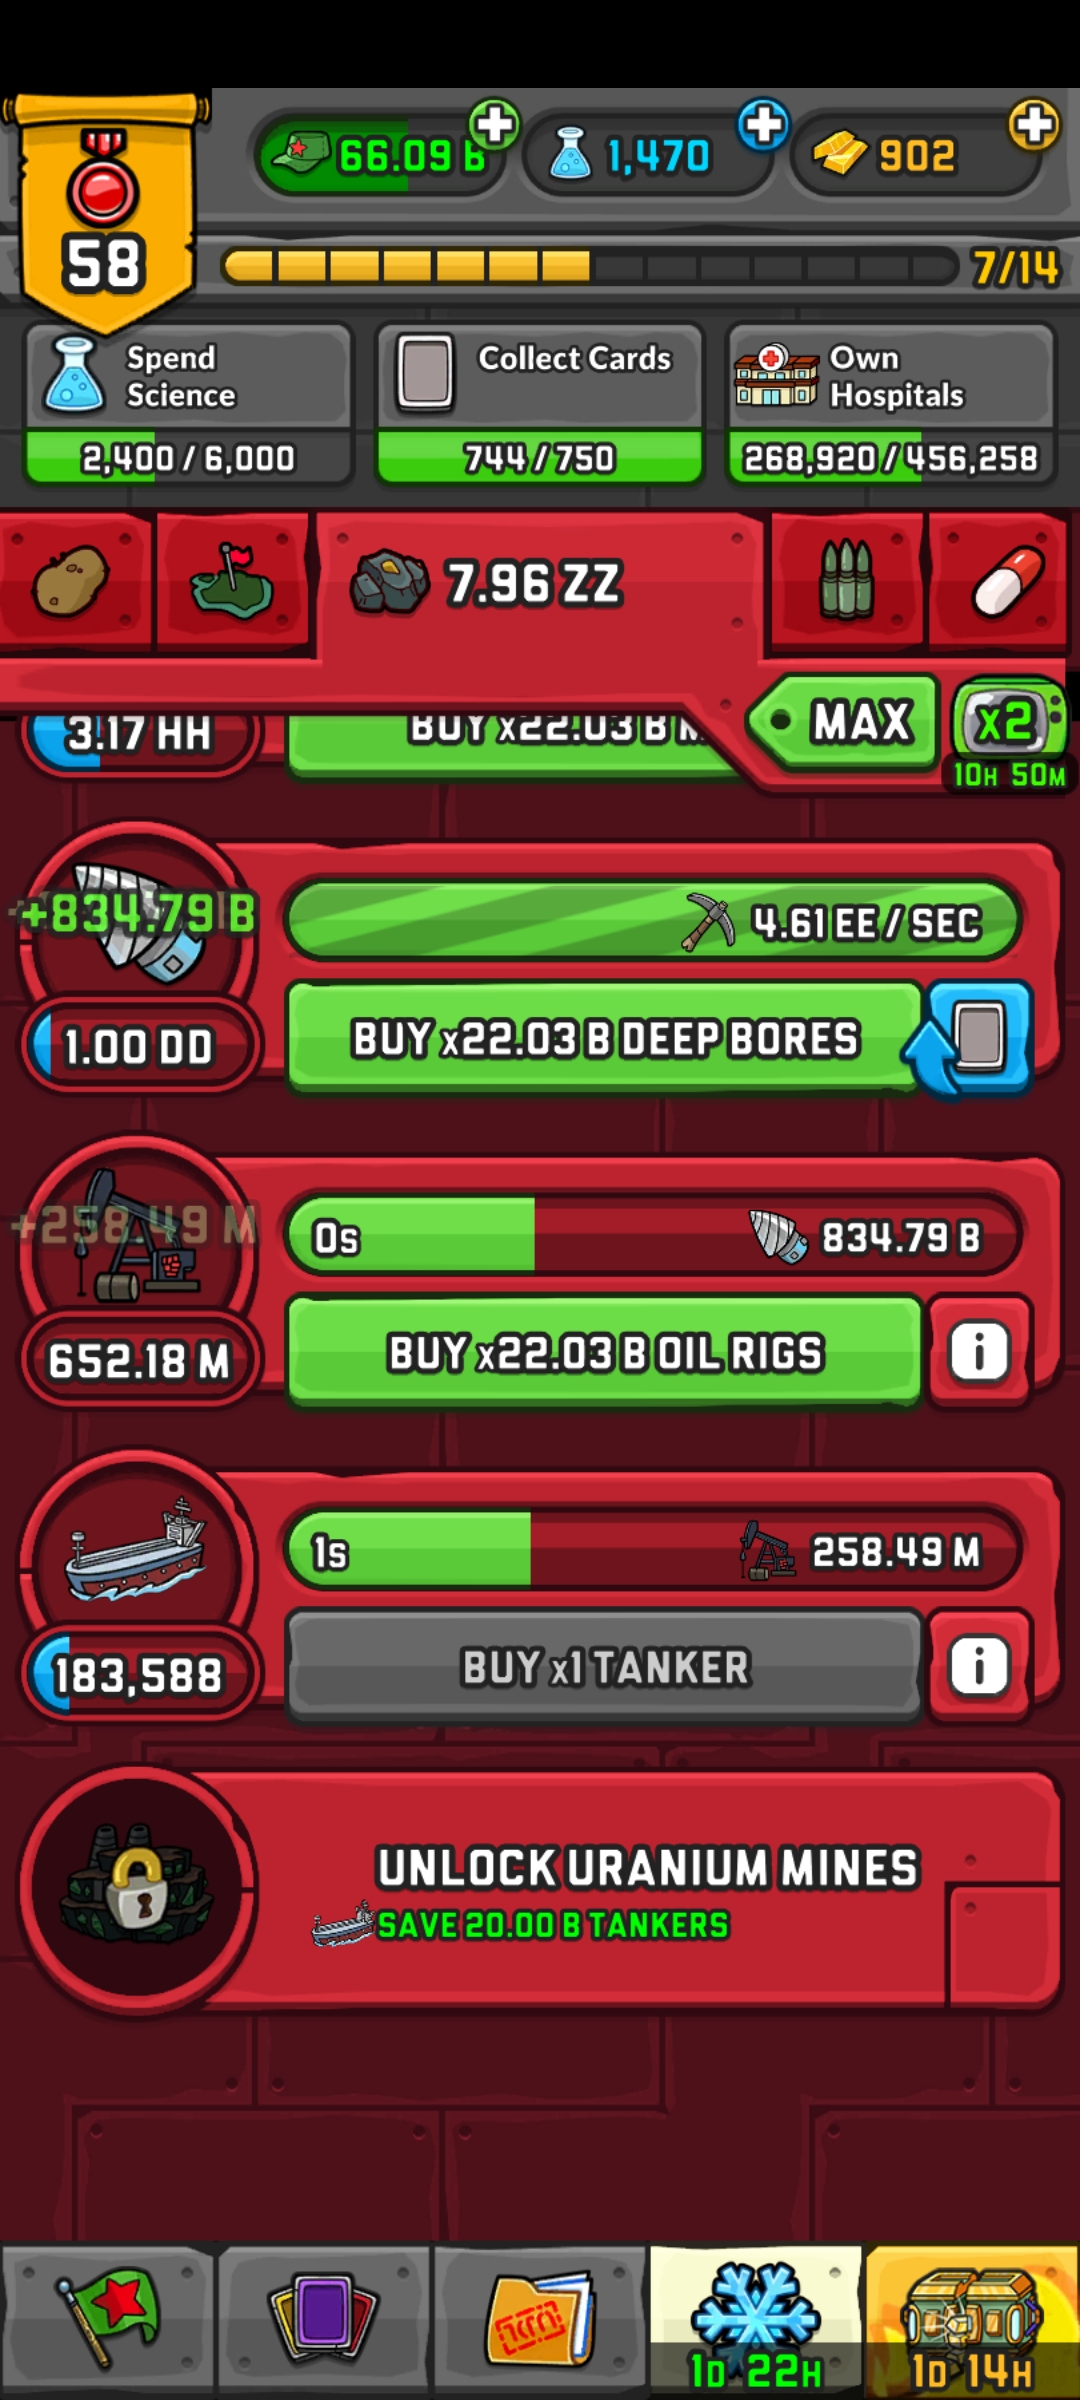 66.09 B
1,470
902
58
7/14
Spend
Science
2,400 / 6,000
Collect Cards
744 / 750
Own
Hospitals
268,920 / 456,258
7.96 ZZ
MAX
x2
10H 50M
3.17 HH
BUY x22.03 B
+834.79 B
4.61 EE / SEC
1.00 DD
BUY x22.03 B DEEP BORES
+258.49 M
0s
834.79 B
652.18 M
BUY x22.03 B OIL RIGS
i
1s
258.49 M
183,588
BUY x1 TANKER
i
UNLOCK URANIUM MINES
SAVE 20.00 B TANKERS
1D 22H
1D 14H